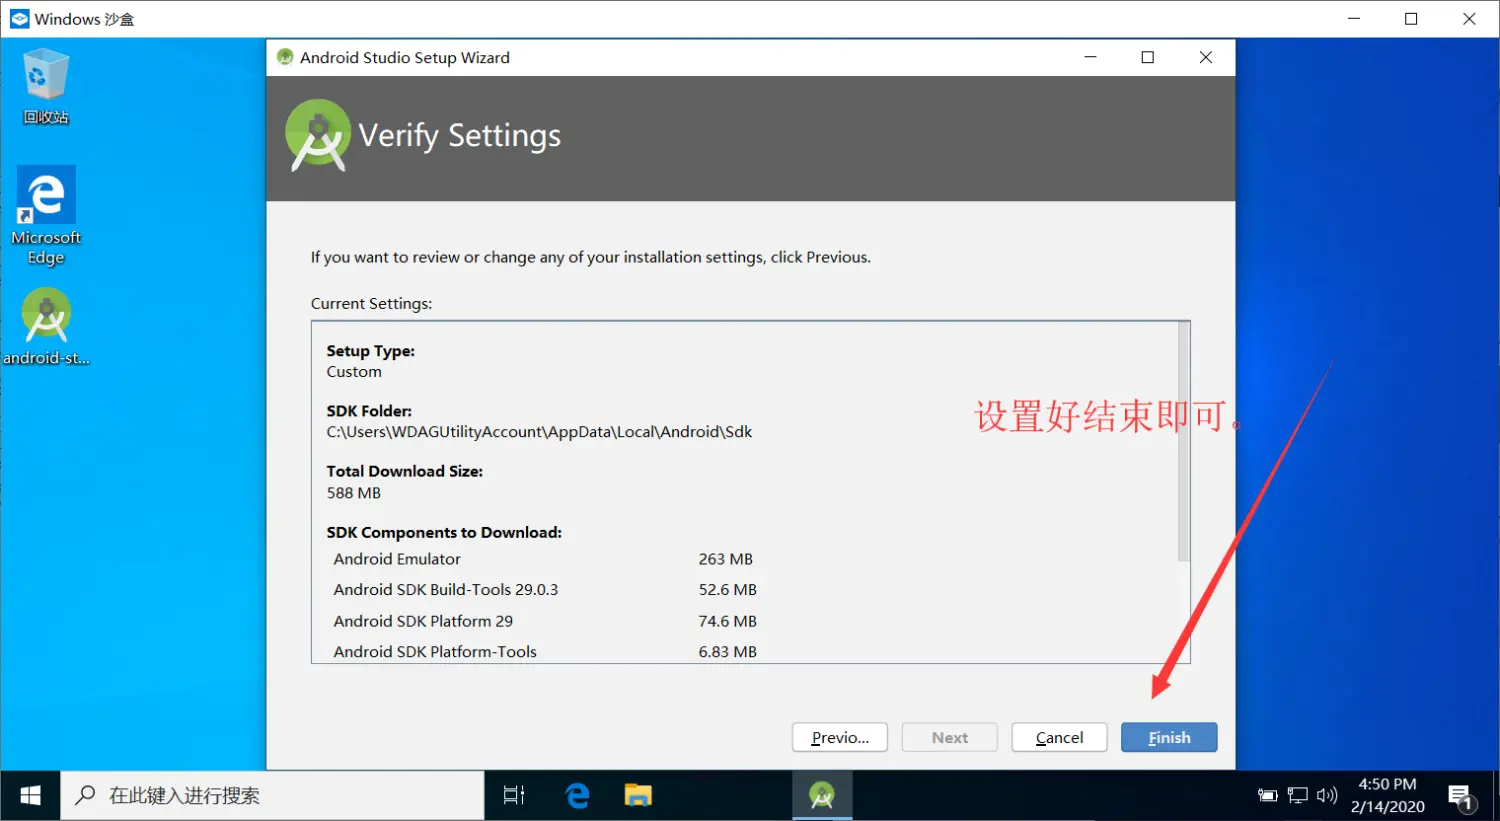 Windows 沙盒
回收站
Microsoft
Edge
android-st...
Android Studio Setup Wizard
Verify Settings
If you want to review or change any of your installation settings, click Previous.
Current Settings:
Setup Type:
Custom
SDK Folder:
C:\Users\WDAGUtilityAccount\AppData\Local\Android\Sdk
Total Download Size:
588 MB
SDK Components to Download:
Android Emulator 263 MB
Android SDK Build-Tools 29.0.3 52.6 MB
Android SDK Platform 29 74.6 MB
Android SDK Platform-Tools 6.83 MB
设置好结束即可。
Previo... Next Cancel Finish
在此键入进行搜索
4:50 PM
2/14/2020
1